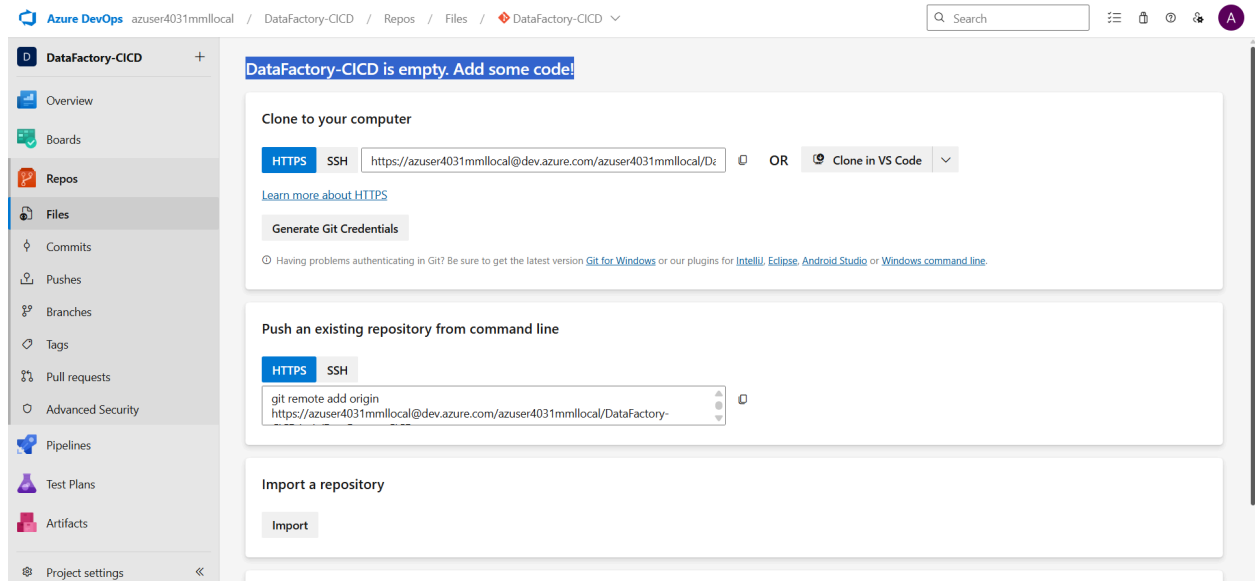 Azure DevOps azuser4031mmllocal / DataFactory-CICD / Repos / Files / DataFactory-CICD
Search
A
D DataFactory-CICD +
Overview
Boards
Repos
Files
Commits
Pushes
Branches
Tags
Pull requests
Advanced Security
Pipelines
Test Plans
Artifacts
Project settings
DataFactory-CICD is empty. Add some code!
Clone to your computer
HTTPS SSH https://azuser4031mmllocal@dev.azure.com/azuser4031mmllocal/Da OR Clone in VS Code
Learn more about HTTPS
Generate Git Credentials
Having problems authenticating in Git? Be sure to get the latest version Git for Windows or our plugins for IntelliJ, Eclipse, Android Studio or Windows command line.
Push an existing repository from command line
HTTPS SSH
git remote add origin
https://azuser4031mmllocal@dev.azure.com/azuser4031mmllocal/DataFactory-
Import a repository
Import